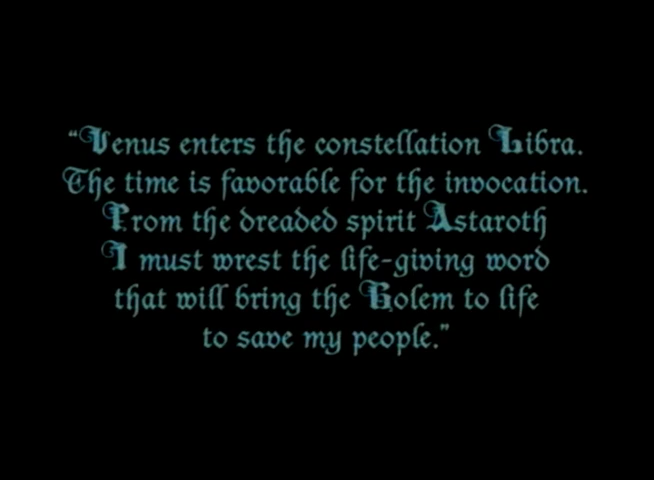 "Venus enters the constellation Libra.
The time is favorable for the invocation.
From the dreaded spirit Astaroth
I must wrest the life-giving word
that will bring the Golem to life
to save my people."